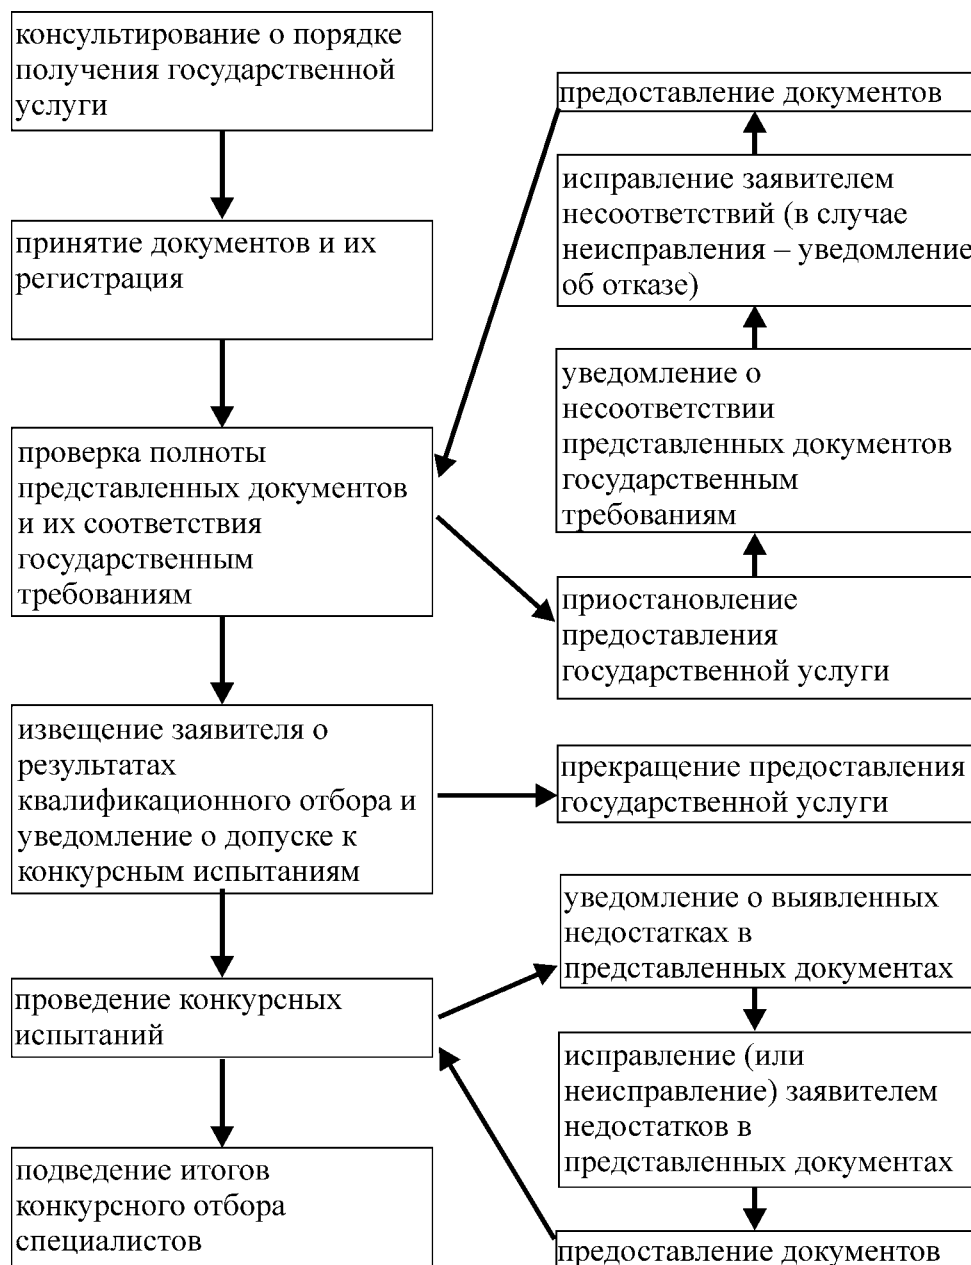 консультирование о порядке
получения государственной
услуги
принятие документов и их
регистрация
проверка полноты
представленных документов
и их соответствия
государственным
требованиям
извещение заявителя о
результатах
квалификационного отбора и
уведомление о допуске к
конкурсным испытаниям
проведение конкурсных
испытаний
подведение итогов
конкурсного отбора
специалистов
предоставление документов
исправление заявителем
несоответствий (в случае
неисправления – уведомление
об отказе)
уведомление о
несоответствии
представленных документов
государственным
требованиям
приостановление
предоставления
государственной услуги
прекращение предоставления
государственной услуги
уведомление о выявленных
недостатках в
представленных документах
исправление (или
неисправление) заявителем
недостатков в
представленных документах
предоставление документов